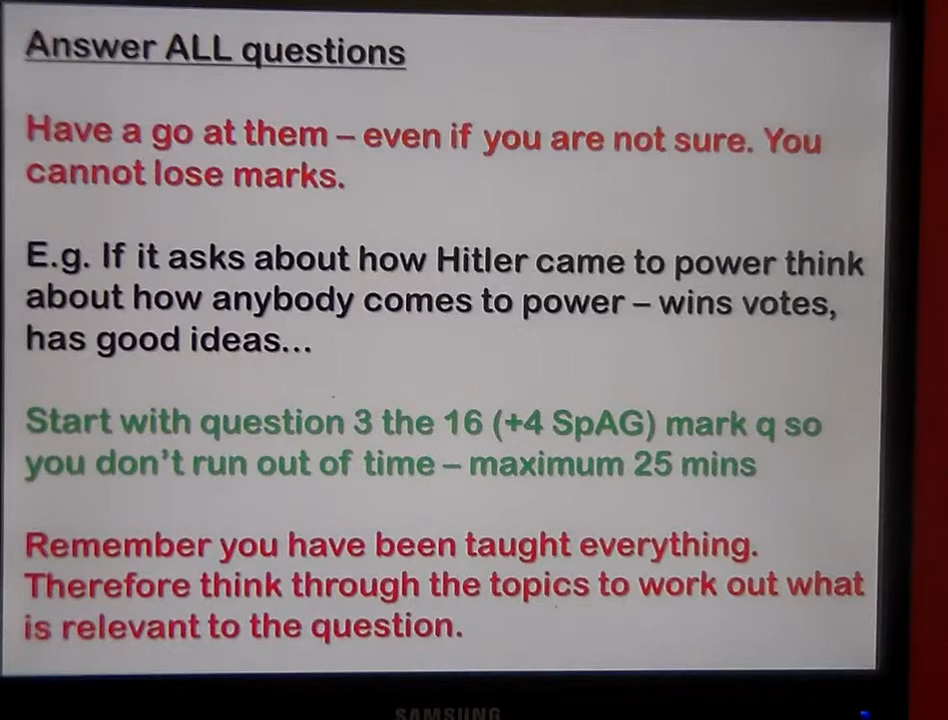 Answer ALL questions
Have a go at them – even if you are not sure. You
cannot lose marks.
E.g. If it asks about how Hitler came to power think
about how anybody comes to power – wins votes,
has good ideas...
Start with question 3 the 16 (+4 SpAG) mark q so
you don't run out of time – maximum 25 mins
Remember you have been taught everything.
Therefore think through the topics to work out what
is relevant to the question.
SAMSUNG